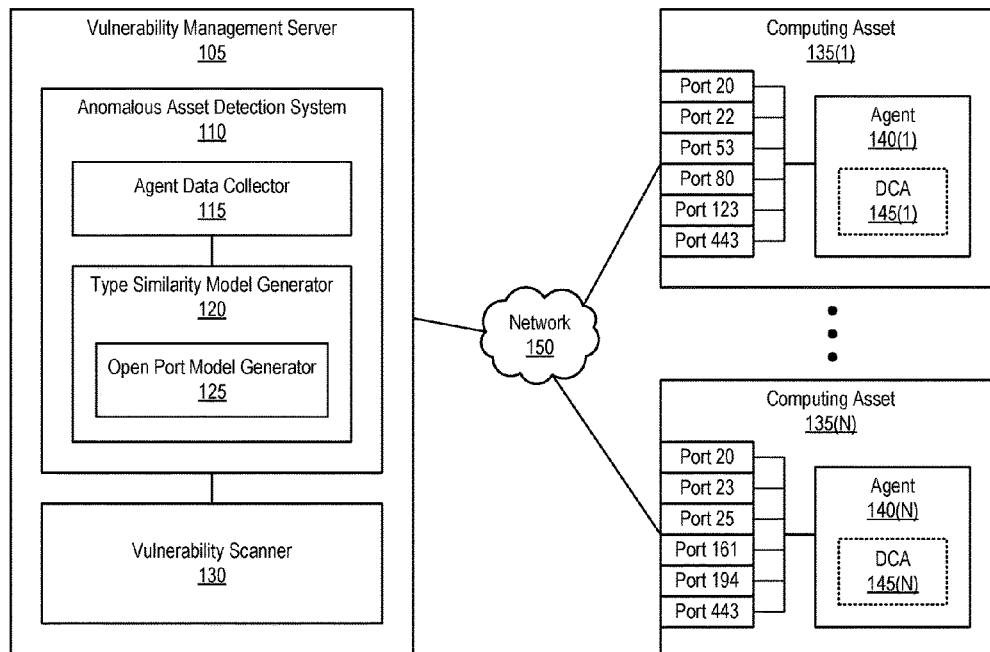 Vulnerability Management Server
105
Anomalous Asset Detection System
110
Agent Data Collector
115
Type Similarity Model Generator
120
Open Port Model Generator
125
Vulnerability Scanner
130
Network
150
Computing Asset
135(1)
Port 20
Port 22
Port 53
Port 80
Port 123
Port 443
Agent
140(1)
DCA
145(1)
Computing Asset
135(N)
Port 20
Port 23
Port 25
Port 161
Port 194
Port 443
Agent
140(N)
DCA
145(N)